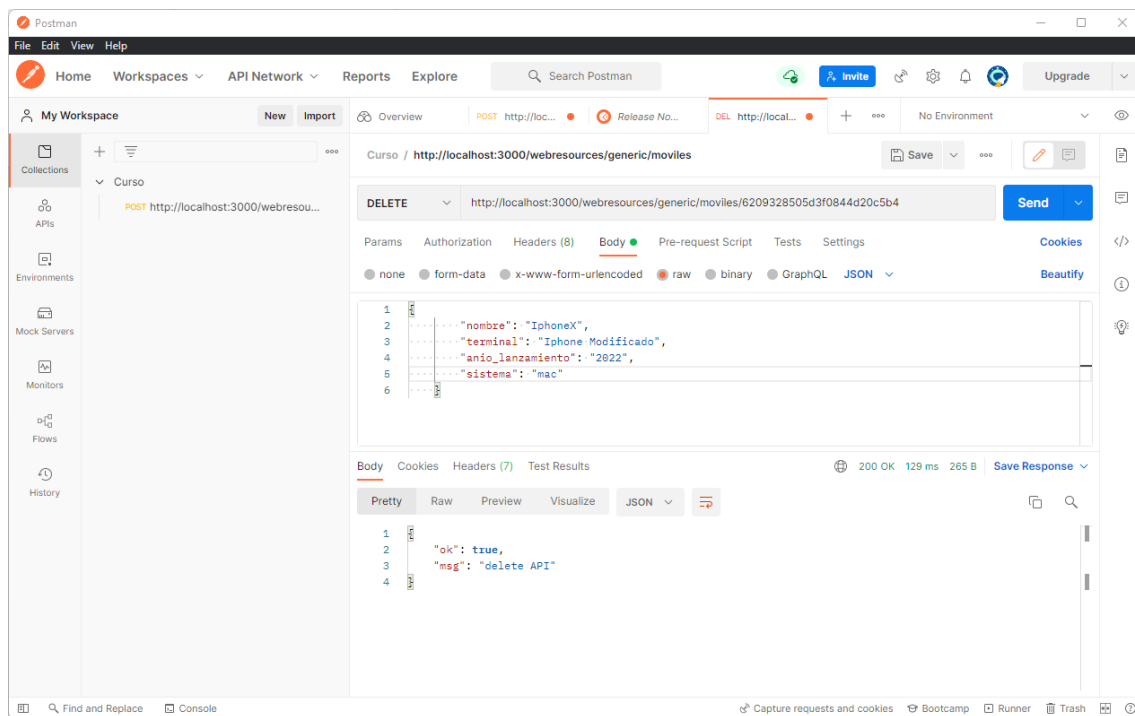 Postman
File Edit View Help
Home Workspaces API Network Reports Explore Search Postman Invite Upgrade
My Workspace New Import Overview POST http://loc... Release No... DEL http://local... No Environment
Collections
APIs
Environments
Mock Servers
Monitors
Flows
History
Curso
POST http://localhost:3000/webresou...
Curso / http://localhost:3000/webresources/generic/moviles Save
DELETE http://localhost:3000/webresources/generic/moviles/6209328505d3f0844d20c5b4 Send
Params Authorization Headers (8) Body Pre-request Script Tests Settings Cookies
none form-data x-www-form-urlencoded raw binary GraphQL JSON Beautify
1 {
2 "nombre": "IphoneX",
3 "terminal": "Iphone Modificado",
4 "anio_lanzamiento": "2022",
5 "sistema": "mac"
6 }
Body Cookies Headers (7) Test Results 200 OK 129 ms 265 B Save Response
Pretty Raw Preview Visualize JSON
1 {
2 "ok": true,
3 "msg": "delete API"
4 }
Find and Replace Console Capture requests and cookies Bootcamp Runner Trash